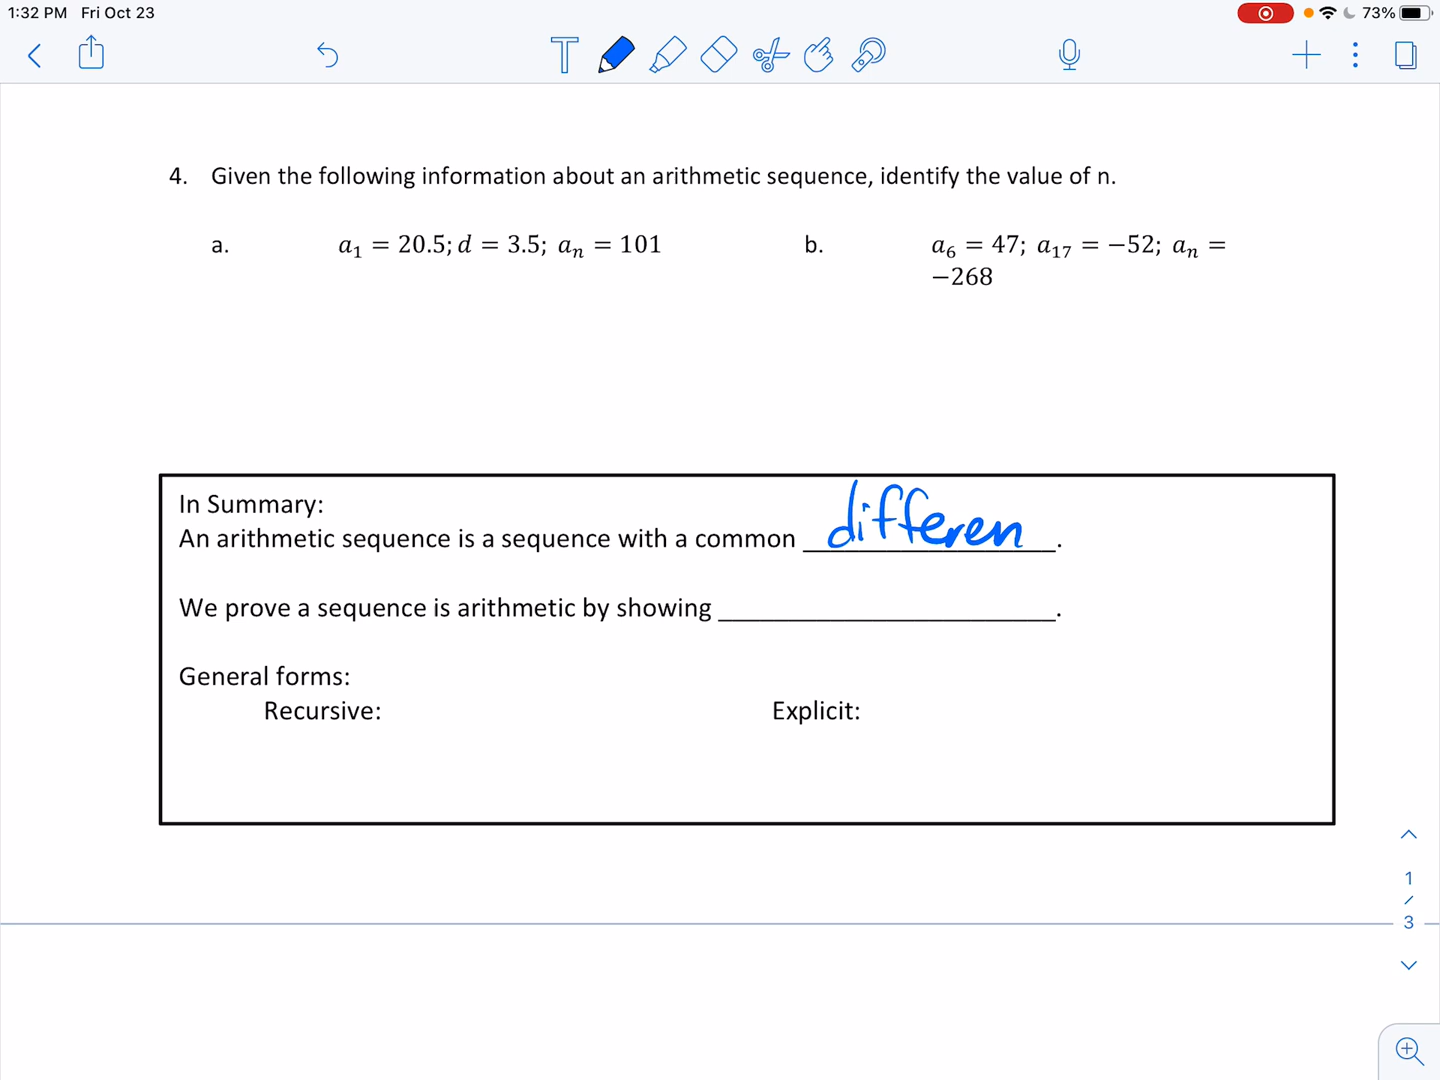 1:32 PM Fri Oct 23
73%
T
4. Given the following information about an arithmetic sequence, identify the value of n.
a. a₁ = 20.5; d = 3.5; aₙ = 101
b. a₆ = 47; a₁₇ = −52; aₙ =
−268
In Summary:
An arithmetic sequence is a sequence with a common differen.
We prove a sequence is arithmetic by showing ________________________.
General forms:
Recursive:
Explicit:
1
/
3